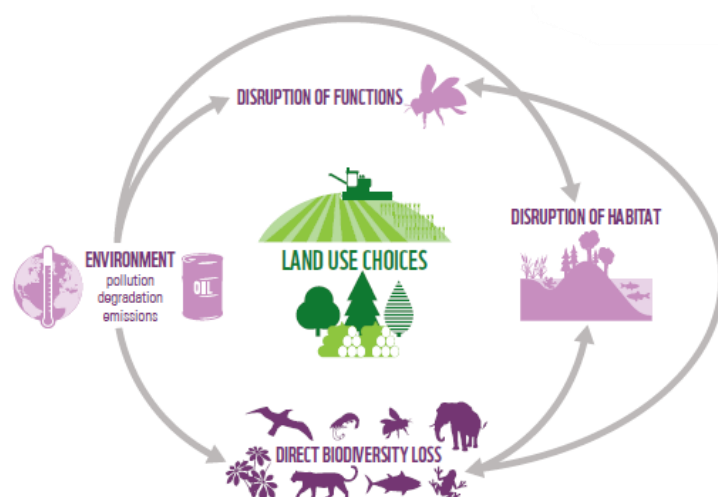 DISRUPTION OF FUNCTIONS
DISRUPTION OF HABITAT
ENVIRONMENT
pollution
degradation
emissions
OIL
LAND USE CHOICES
DIRECT BIODIVERSITY LOSS